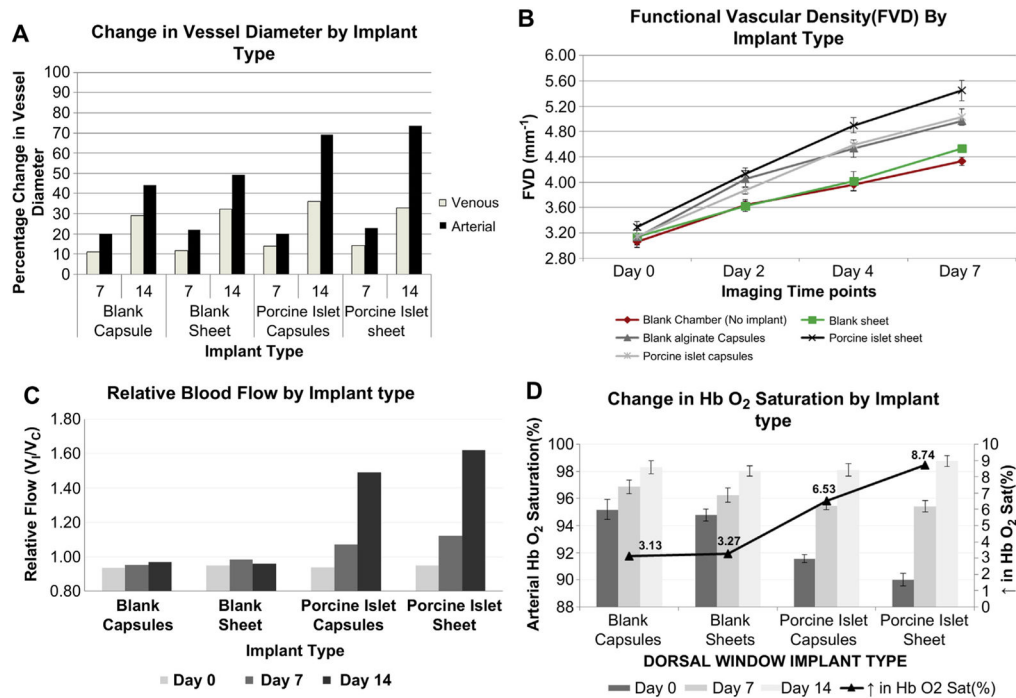 A
Change in Vessel Diameter by Implant
Type
Percentage Change in Vessel
Diameter
100
90
80
70
60
50
40
30
20
10
0
Venous
Arterial
7 14 7 14 7 14 7 14
Blank Blank Porcine Islet Porcine Islet
Capsule Sheet Capsules sheet
Implant Type
B
Functional Vascular Density(FVD) By
Implant Type
FVD (mm⁻¹)
6.00
5.60
5.20
4.80
4.40
4.00
3.60
3.20
2.80
Day 0 Day 2 Day 4 Day 7
Imaging Time points
Blank Chamber (No implant) Blank sheet
Blank alginate Capsules Porcine islet sheet
Porcine islet capsules
C
Relative Blood Flow by Implant type
Relative Flow (V_I/V_C)
1.80
1.60
1.40
1.20
1.00
0.80
Blank Blank Porcine Islet Porcine Islet
Capsules Sheet Capsules Sheet
Implant Type
Day 0 Day 7 Day 14
D
Change in Hb O₂ Saturation by Implant
type
Arterial Hb O₂ Saturation(%)
100
98
96
94
92
90
88
3.13 3.27 6.53 8.74
10
9
8
7
6
5
4
3
2
1
0
↑ in Hb O₂ Sat(%)
Blank Blank Porcine Islet Porcine Islet
Capsules Sheets Capsules Sheet
DORSAL WINDOW IMPLANT TYPE
Day 0 Day 7 Day 14 ↑ in Hb O2 Sat(%)